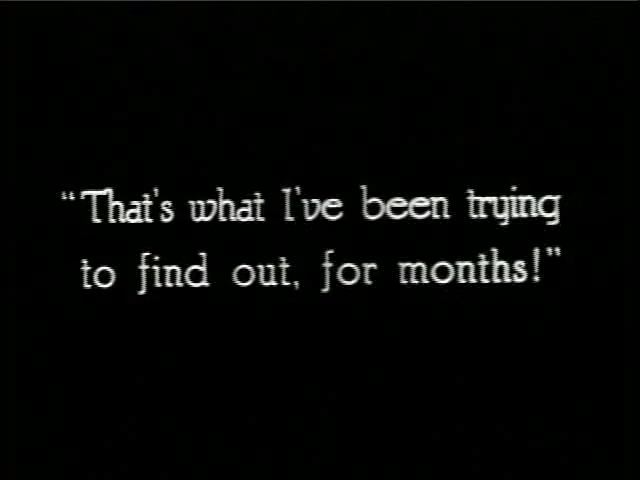 “That's what I've been trying
to find out, for months!”